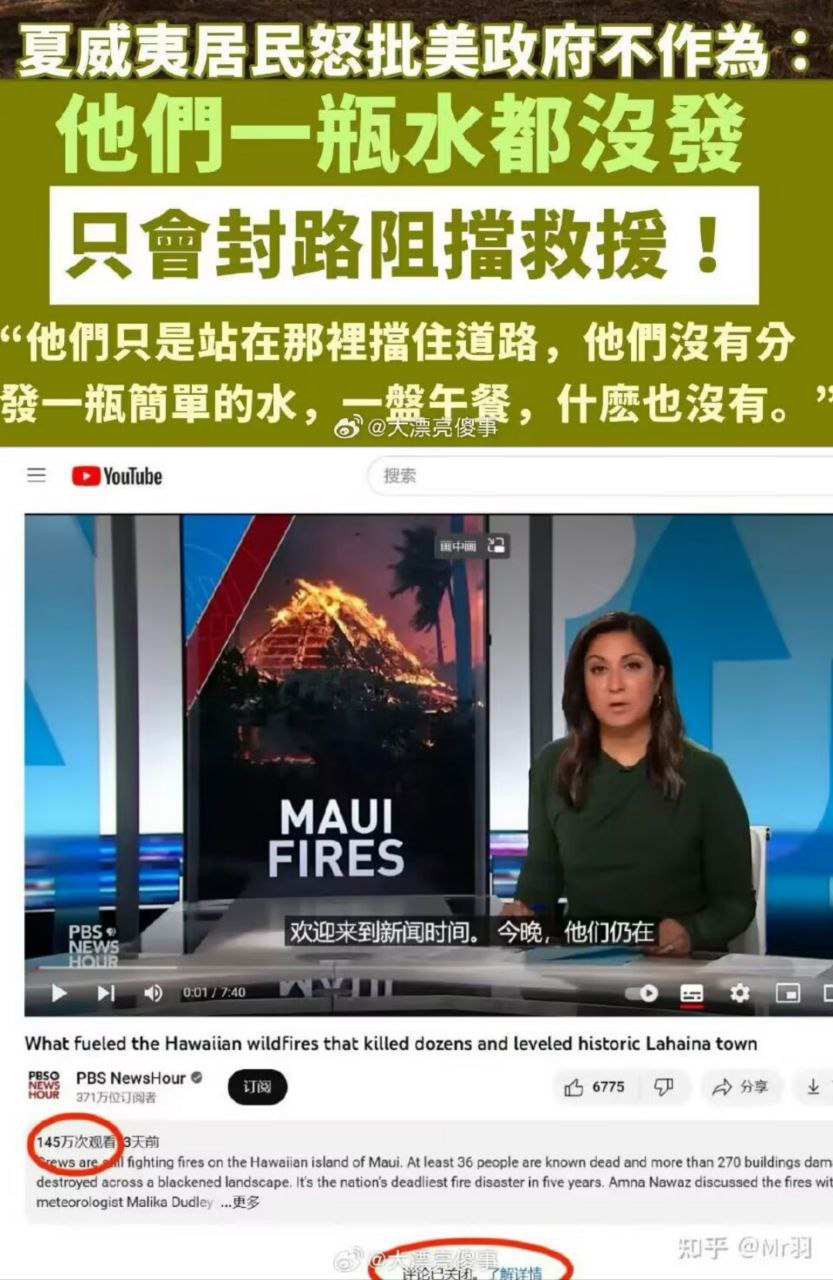 夏威夷居民怒批美政府不作為：
他們一瓶水都沒發
只會封路阻擋救援！
“他們只是站在那裡擋住道路，他們沒有分
發一瓶簡單的水，一盤午餐，什麽也沒有。”
@大漂亮傻事
YouTube
搜索
画中画
MAUI
FIRES
PBS
NEWS
HOUR
欢迎来到新闻时间。 今晚，他们仍在
0:01 / 7:40
What fueled the Hawaiian wildfires that killed dozens and leveled historic Lahaina town
PBS
NEWS
HOUR
PBS NewsHour
371万位订阅者
订阅
6775
分享
145万次观看 3天前
Crews are still fighting fires on the Hawaiian island of Maui. At least 36 people are known dead and more than 270 buildings dam
destroyed across a blackened landscape. It's the nation's deadliest fire disaster in five years. Amna Nawaz discussed the fires wit
meteorologist Malika Dudley ...更多
@大漂亮傻事
评论已关闭。了解详情
知乎 @Mr羽